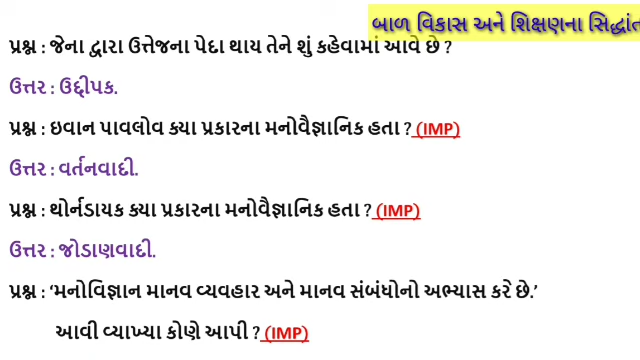 બાળ વિકાસ અને શિક્ષણના સિદ્ધાંત
પ્રશ્ન : જેના દ્વારા ઉત્તેજના પેદા થાય તેને શું કહેવામાં આવે છે ?
ઉત્તર : ઉદ્દીપક.
પ્રશ્ન : ઇવાન પાવલોવ ક્યા પ્રકારના મનોવૈજ્ઞાનિક હતા ? (IMP)
ઉત્તર : વર્તનવાદી.
પ્રશ્ન : થોર્નડાયક ક્યા પ્રકારના મનોવૈજ્ઞાનિક હતા ? (IMP)
ઉત્તર : જોડાણવાદી.
પ્રશ્ન : ‘મનોવિજ્ઞાન માનવ વ્યવહાર અને માનવ સંબંધોનો અભ્યાસ કરે છે.’
આવી વ્યાખ્યા કોણે આપી ? (IMP)